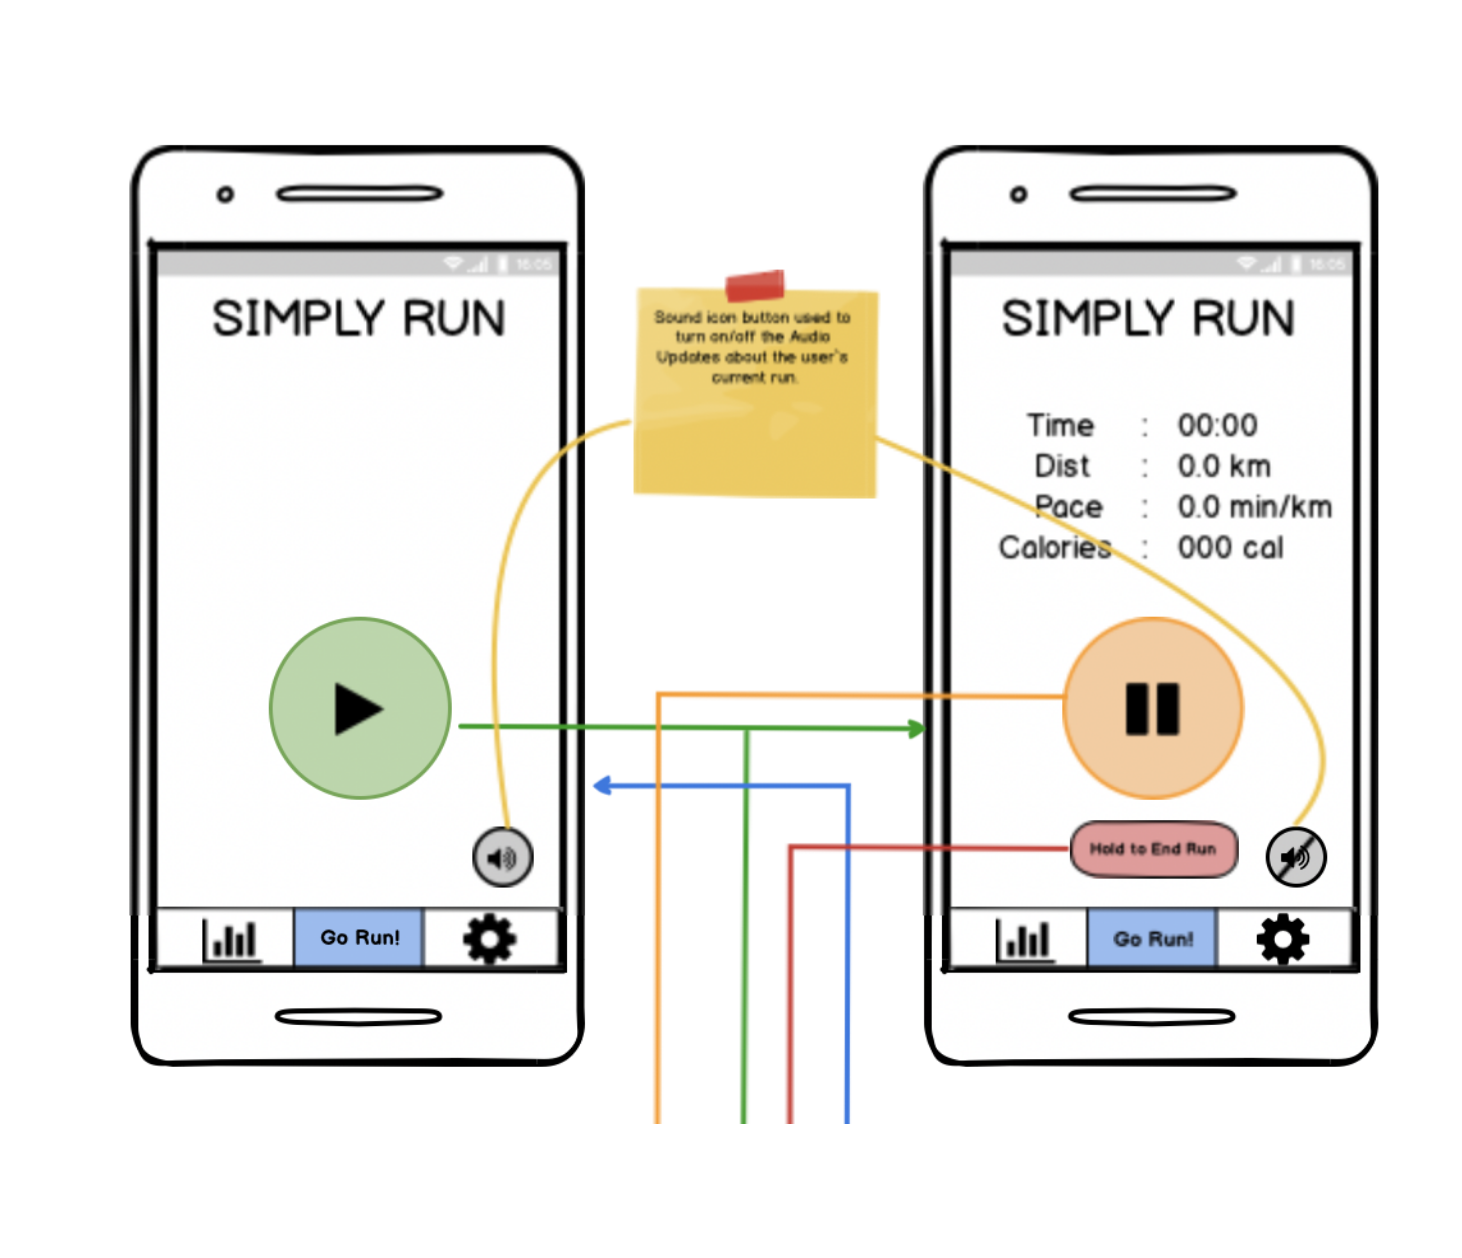 16:05
SIMPLY RUN
Go Run!
Sound icon button used to
turn on/off the Audio
Updates about the user's
current run.
16:05
SIMPLY RUN
Time : 00:00
Dist : 0.0 km
Pace : 0.0 min/km
Calories : 000 cal
Hold to End Run
Go Run!